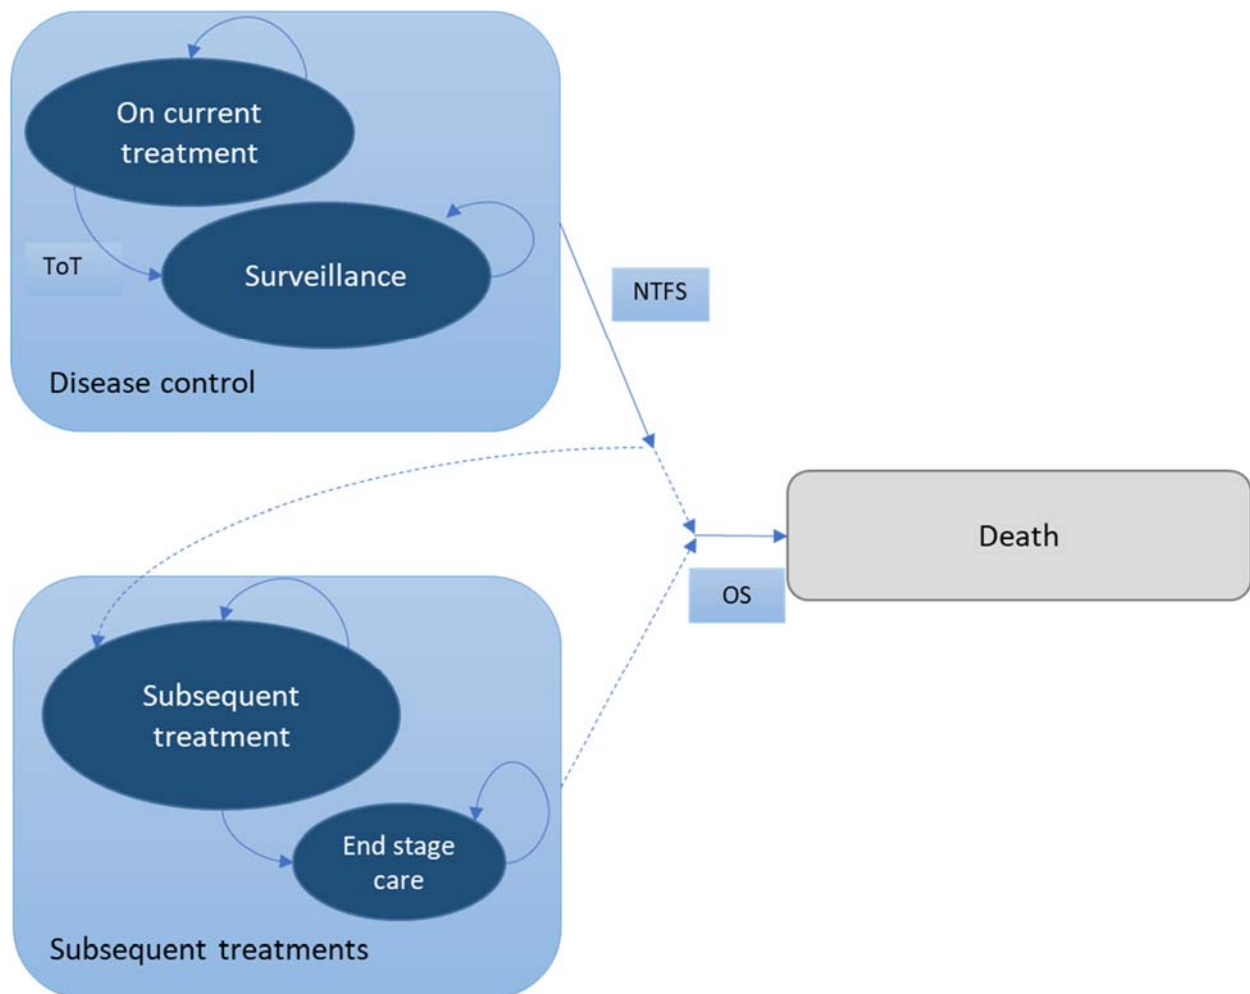 On current
treatment
ToT
Surveillance
NTFS
Disease control
Death
OS
Subsequent
treatment
End stage
care
Subsequent treatments